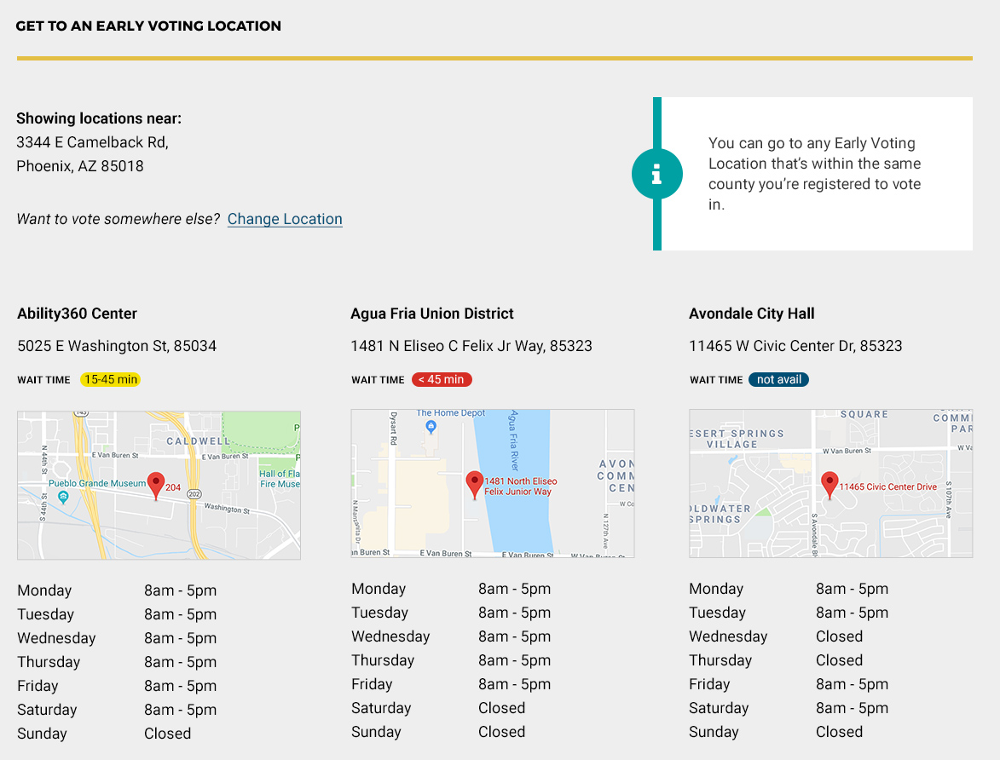 GET TO AN EARLY VOTING LOCATION
Showing locations near:
3344 E Camelback Rd,
Phoenix, AZ 85018
Want to vote somewhere else? Change Location
i
You can go to any Early Voting
Location that’s within the same
county you’re registered to vote
in.
Ability360 Center
5025 E Washington St, 85034
WAIT TIME 15-45 min
143
CALDWELL
P
N 44th St
E Van Buren St
E Van Buren St
P
Hall of Fla
Fire Muse
Pueblo Grande Museum
204
202
S 44th St
Washington St
Monday 8am - 5pm
Tuesday 8am - 5pm
Wednesday 8am - 5pm
Thursday 8am - 5pm
Friday 8am - 5pm
Saturday 8am - 5pm
Sunday Closed
Agua Fria Union District
1481 N Eliseo C Felix Jr Way, 85323
WAIT TIME < 45 min
The Home Depot
Dysart Rd
Agua Fria River
AVON
COMM
CEN
1481 North Eliseo
Felix Junior Way
W Co
N 127th Ave
an Buren St
E Van Buren St
E Van Buren St
W Van Buren St
Monday 8am - 5pm
Tuesday 8am - 5pm
Wednesday 8am - 5pm
Thursday 8am - 5pm
Friday 8am - 5pm
Saturday Closed
Sunday Closed
Avondale City Hall
11465 W Civic Center Dr, 85323
WAIT TIME not avail
SQUARE
COMM
PAR
ESERT SPRINGS
VILLAGE
W Van Buren St
W Va
11465 Civic Center Drive
OLDWATER
SPRINGS
S Avondale Bl
S 107th Ave
Monday 8am - 5pm
Tuesday 8am - 5pm
Wednesday Closed
Thursday Closed
Friday 8am - 5pm
Saturday 8am - 5pm
Sunday Closed